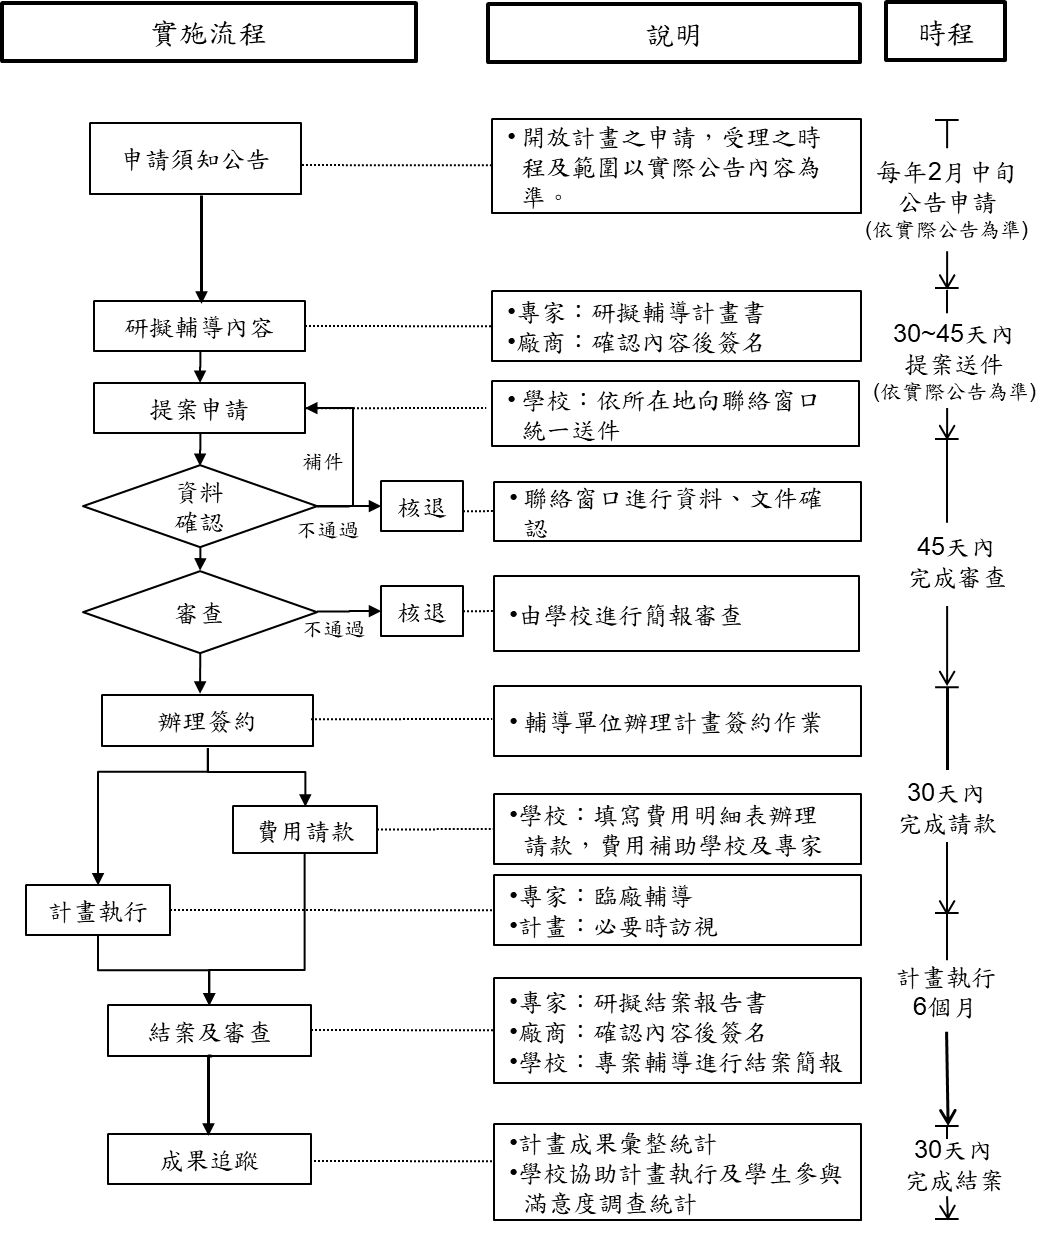 實施流程
說明
時程
申請須知公告
• 開放計畫之申請，受理之時
程及範圍以實際公告內容為
準。
每年2月中旬
公告申請
(依實際公告為準)
研擬輔導內容
•專家：研擬輔導計畫書
•廠商：確認內容後簽名
30~45天內
提案送件
(依實際公告為準)
提案申請
• 學校：依所在地向聯絡窗口
統一送件
補件
資料
確認
不通過
核退
• 聯絡窗口進行資料、文件確
認
45天內
完成審查
審查
不通過
核退
•由學校進行簡報審查
辦理簽約
• 輔導單位辦理計畫簽約作業
費用請款
•學校：填寫費用明細表辦理
請款，費用補助學校及專家
30天內
完成請款
計畫執行
•專家：臨廠輔導
•計畫：必要時訪視
計畫執行
6個月
結案及審查
•專家：研擬結案報告書
•廠商：確認內容後簽名
•學校：專案輔導進行結案簡報
成果追蹤
•計畫成果彙整統計
•學校協助計畫執行及學生參與
滿意度調查統計
30天內
完成結案